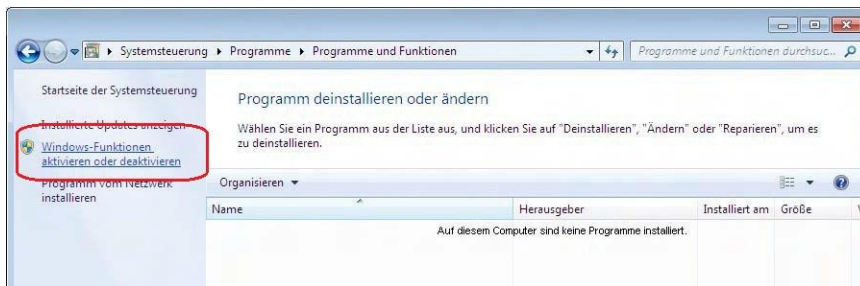 Systemsteuerung ▸ Programme ▸ Programme und Funktionen
Programme und Funktionen durchsuc...
Startseite der Systemsteuerung
Installierte Updates anzeigen
Windows-Funktionen
aktivieren oder deaktivieren
Programm vom Netzwerk
installieren
Programm deinstallieren oder ändern
Wählen Sie ein Programm aus der Liste aus, und klicken Sie auf "Deinstallieren", "Ändern" oder "Reparieren", um es
zu deinstallieren.
Organisieren
Name Herausgeber Installiert am Größe
Auf diesem Computer sind keine Programme installiert.